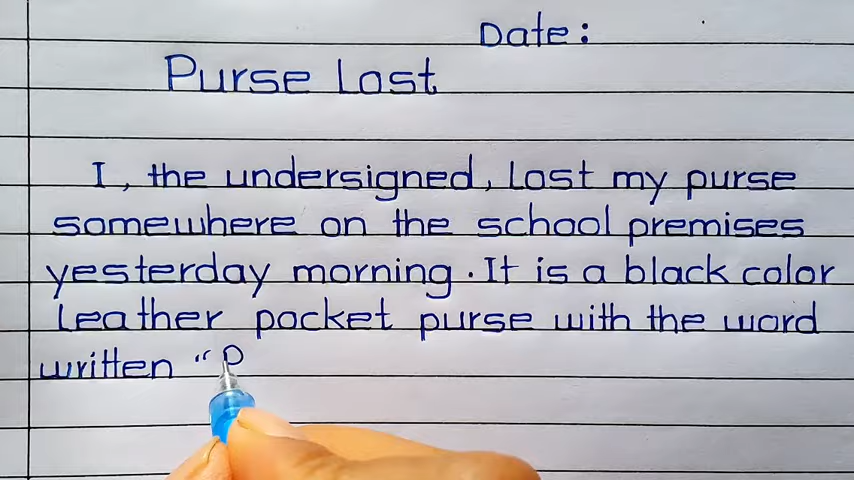 Date:
Purse Lost
I, the undersigned, Lost my purse
somewhere on the school premises
yesterday morning. It is a black color
Leather pocket purse with the word
written "P